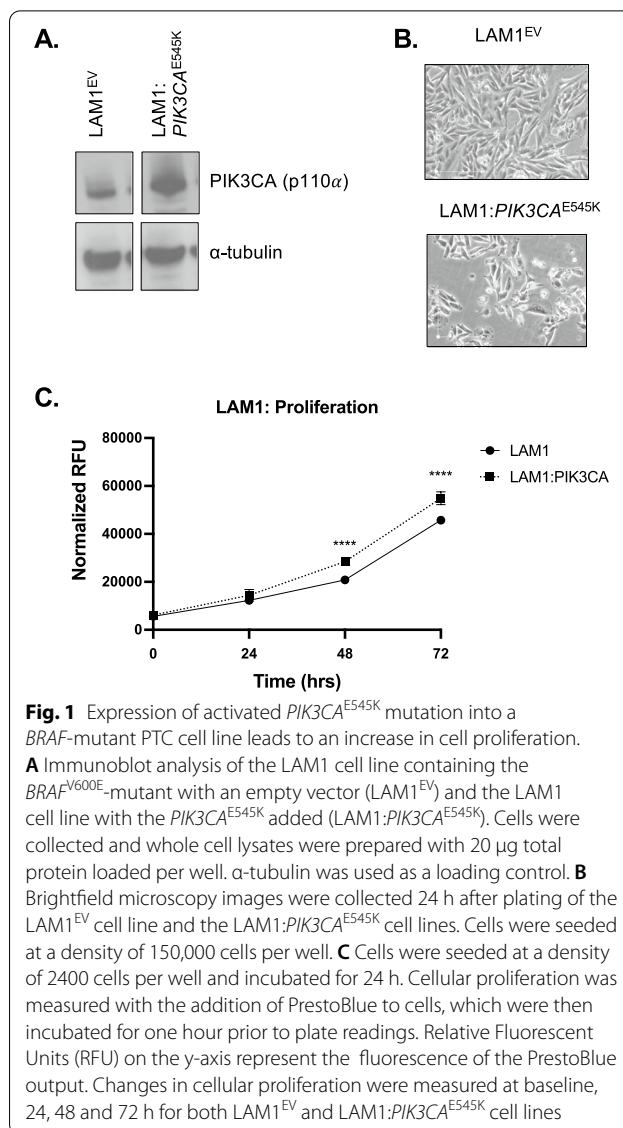 A.
LAM1EV
LAM1:
PIK3CAE545K
PIK3CA (p110α)
α-tubulin
B.
LAM1EV
LAM1:PIK3CAE545K
C.
LAM1: Proliferation
Normalized RFU
80000
60000
40000
20000
0
****
****
LAM1
LAM1:PIK3CA
0 24 48 72
Time (hrs)
Fig. 1 Expression of activated PIK3CAE545K mutation into a
BRAF-mutant PTC cell line leads to an increase in cell proliferation.
A Immunoblot analysis of the LAM1 cell line containing the
BRAFV600E-mutant with an empty vector (LAM1EV) and the LAM1
cell line with the PIK3CAE545K added (LAM1:PIK3CAE545K). Cells were
collected and whole cell lysates were prepared with 20 µg total
protein loaded per well. α-tubulin was used as a loading control. B
Brightfield microscopy images were collected 24 h after plating of the
LAM1EV cell line and the LAM1:PIK3CAE545K cell lines. Cells were seeded
at a density of 150,000 cells per well. C Cells were seeded at a density
of 2400 cells per well and incubated for 24 h. Cellular proliferation was
measured with the addition of PrestoBlue to cells, which were then
incubated for one hour prior to plate readings. Relative Fluorescent
Units (RFU) on the y-axis represent the fluorescence of the PrestoBlue
output. Changes in cellular proliferation were measured at baseline,
24, 48 and 72 h for both LAM1EV and LAM1:PIK3CAE545K cell lines